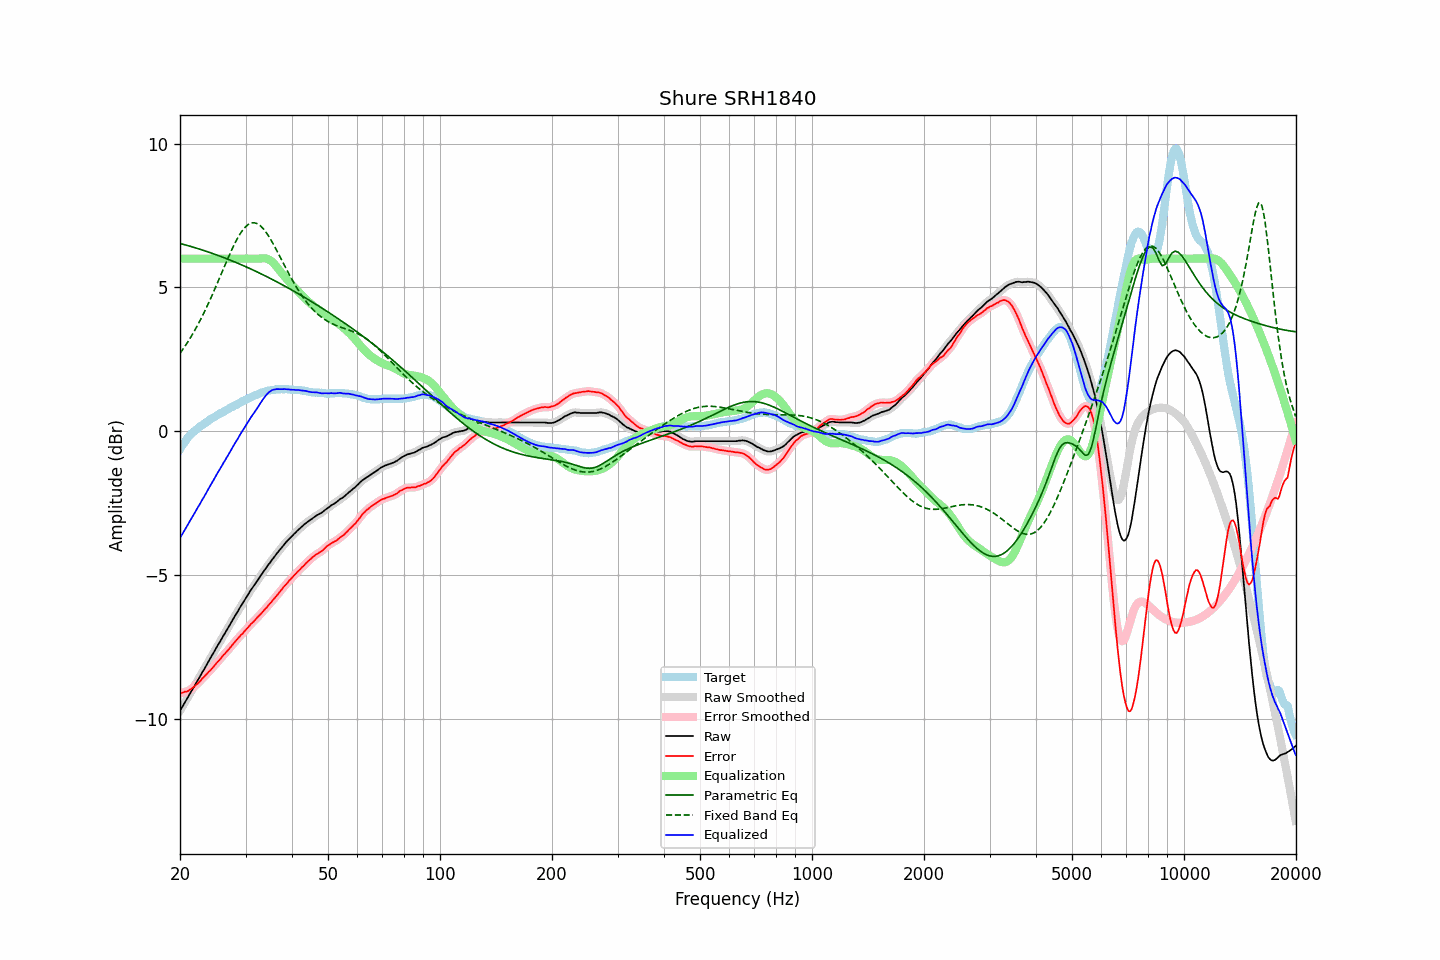 Shure SRH1840
Amplitude (dBr)
10
5
0
−5
−10
Target
Raw Smoothed
Error Smoothed
Raw
Error
Equalization
Parametric Eq
Fixed Band Eq
Equalized
20 50 100 200 500 1000 2000 5000 10000 20000
Frequency (Hz)